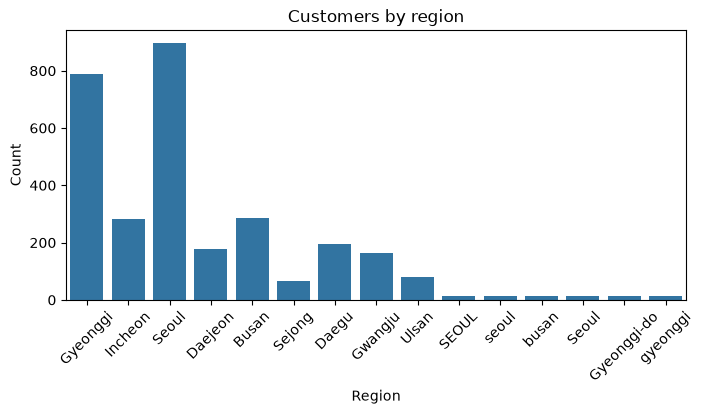 Customers by region
Count
800
600
400
200
0
Gyeonggi
Incheon
Seoul
Daejeon
Busan
Sejong
Daegu
Gwangju
Ulsan
SEOUL
seoul
busan
Seoul
Gyeonggi-do
gyeonggi
Region